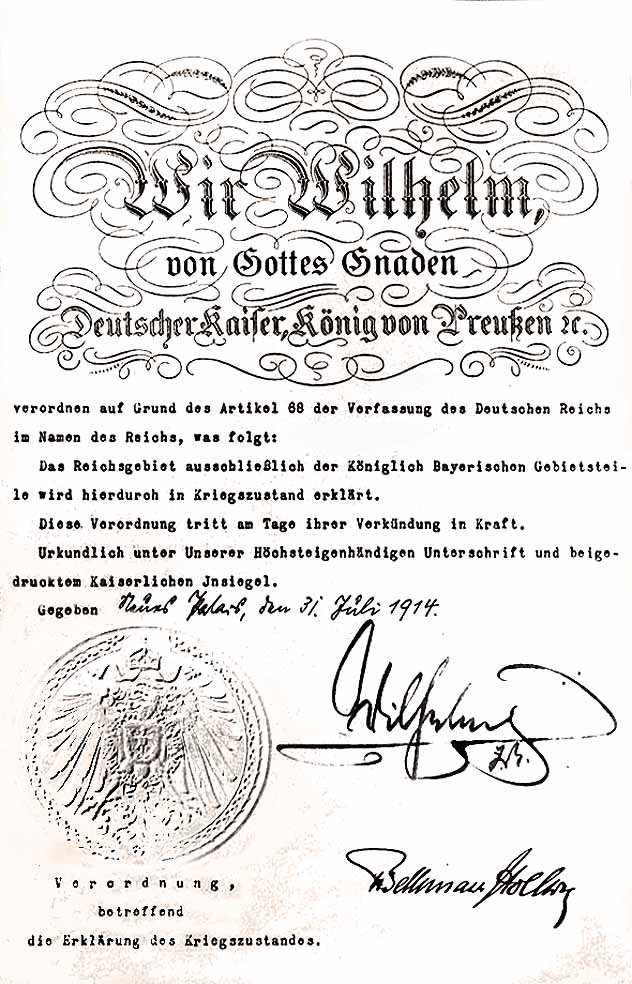 Wir Wilhelm,
von Gottes Gnaden
Deutscher Kaiser, König von Preußen ꝛc.
verordnen auf Grund des Artikel 68 der Verfassung des Deutschen Reichs
im Namen des Reichs, was folgt:
Das Reichsgebiet ausschließlich der Königlich Bayerischen Gebietstei-
le wird hierdurch in Kriegszustand erklärt.
Diese Verordnung tritt am Tage ihrer Verkündung in Kraft.
Urkundlich unter Unserer Höchsteigenhändigen Unterschrift und beige-
drucktem Kaiserlichen Jnsiegel.
Gegeben Neues Palais, den 31. Juli 1914.
Wilhelm
I.R.
Bethmann Hollweg
Verordnung,
betreffend
die Erklärung des Kriegszustandes.